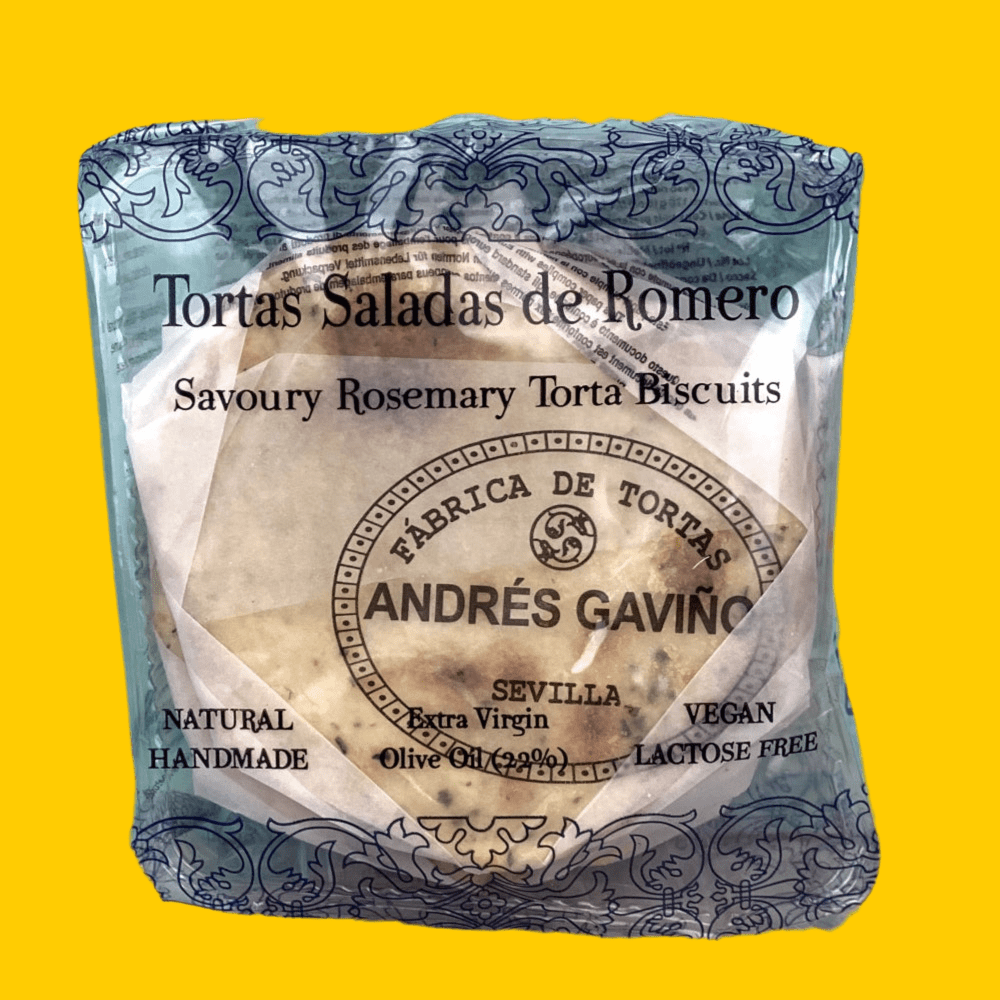 Tortas Saladas de Romero
Savoury Rosemary Torta Biscuits
FÁBRICA DE TORTAS
ANDRÉS GAVIÑO
SEVILLA
NATURAL
HANDMADE
Extra Virgin
Olive Oil (22%)
VEGAN
LACTOSE FREE